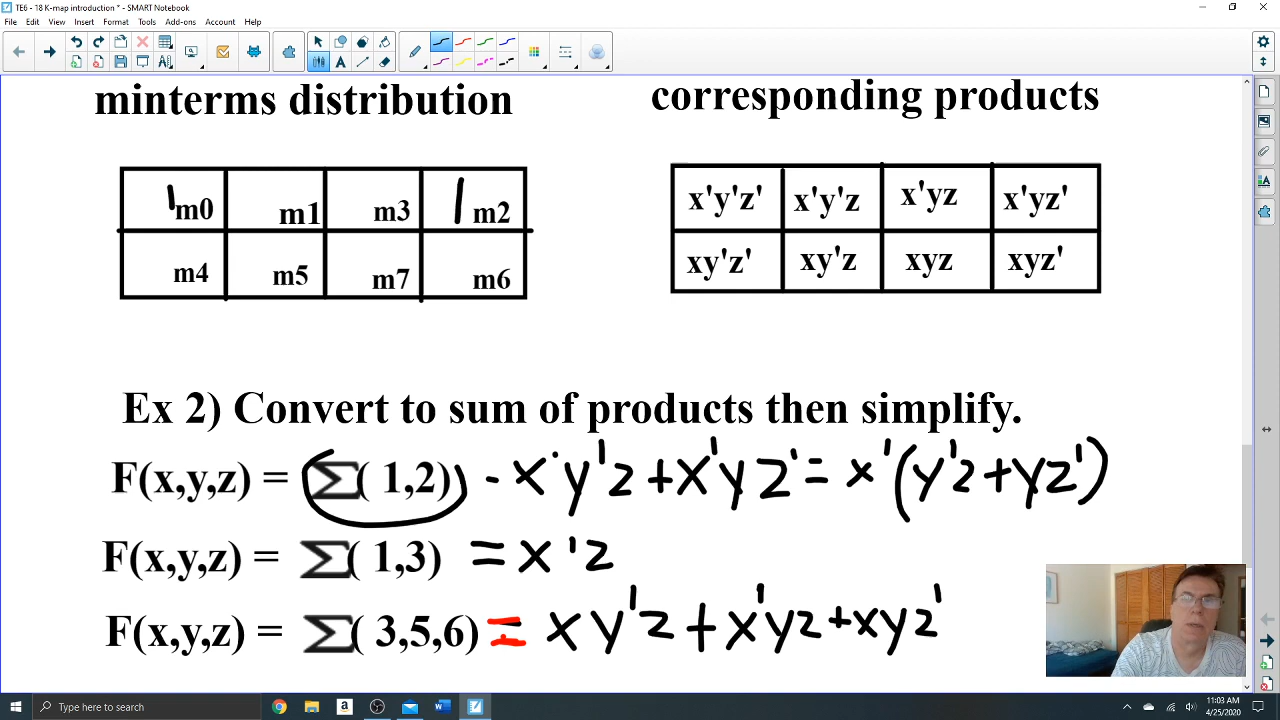 TE6 - 18 K-map introduction * - SMART Notebook
File Edit View Insert Format Tools Add-ons Account Help
minterms distribution
corresponding products
1 m0 m1 m3 1 m2
m4 m5 m7 m6
x'y'z' x'y'z x'yz x'yz'
xy'z' xy'z xyz xyz'
Ex 2) Convert to sum of products then simplify.
F(x,y,z) = Σ( 1,2) - x'y'z + x'yz' = x'(y'z + yz')
F(x,y,z) = Σ( 1,3) = x'z
F(x,y,z) = Σ( 3,5,6) = xy'z + x'yz + xyz'
Type here to search
11:03 AM
4/25/2020